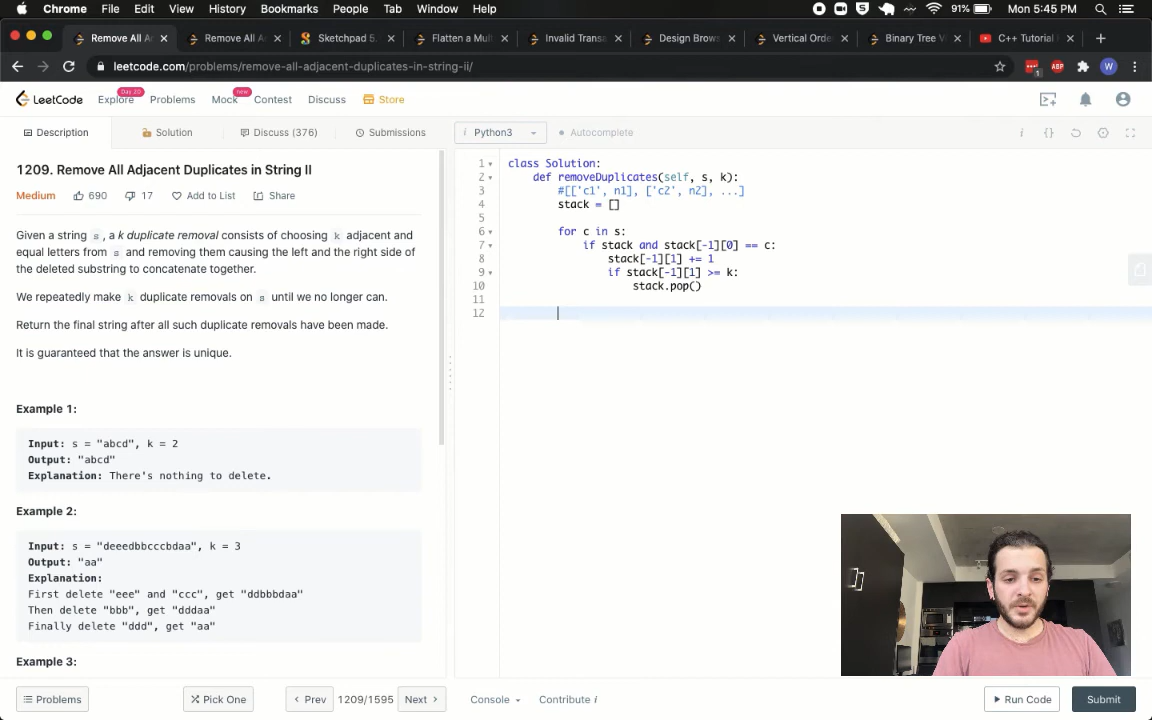 Chrome File Edit View History Bookmarks People Tab Window Help 91% Mon 5:45 PM
Remove All A Remove All Ad Sketchpad 5. Flatten a Mult Invalid Transa Design Brows Vertical Orde Binary Tree V C++ Tutorial
leetcode.com/problems/remove-all-adjacent-duplicates-in-string-ii/ 1 ABP W
LeetCode Explore Day 20 Problems Mock new Contest Discuss Store
Description Solution Discuss (376) Submissions i Python3 Autocomplete i {}
1209. Remove All Adjacent Duplicates in String II
Medium 690 17 Add to List Share
Given a string s, a k duplicate removal consists of choosing k adjacent and
equal letters from s and removing them causing the left and the right side of
the deleted substring to concatenate together.
We repeatedly make k duplicate removals on s until we no longer can.
Return the final string after all such duplicate removals have been made.
It is guaranteed that the answer is unique.
Example 1:
Input: s = "abcd", k = 2
Output: "abcd"
Explanation: There's nothing to delete.
Example 2:
Input: s = "deeedbbcccbdaa", k = 3
Output: "aa"
Explanation:
First delete "eee" and "ccc", get "ddbbbdaa"
Then delete "bbb", get "dddaa"
Finally delete "ddd", get "aa"
Example 3:
1 class Solution:
2 def removeDuplicates(self, s, k):
3 #[['c1', n1], ['c2', n2], ...]
4 stack = []
5
6 for c in s:
7 if stack and stack[-1][0] == c:
8 stack[-1][1] += 1
9 if stack[-1][1] >= k:
10 stack.pop()
11
12
Problems Pick One Prev 1209/1595 Next Console Contribute i Run Code Submit